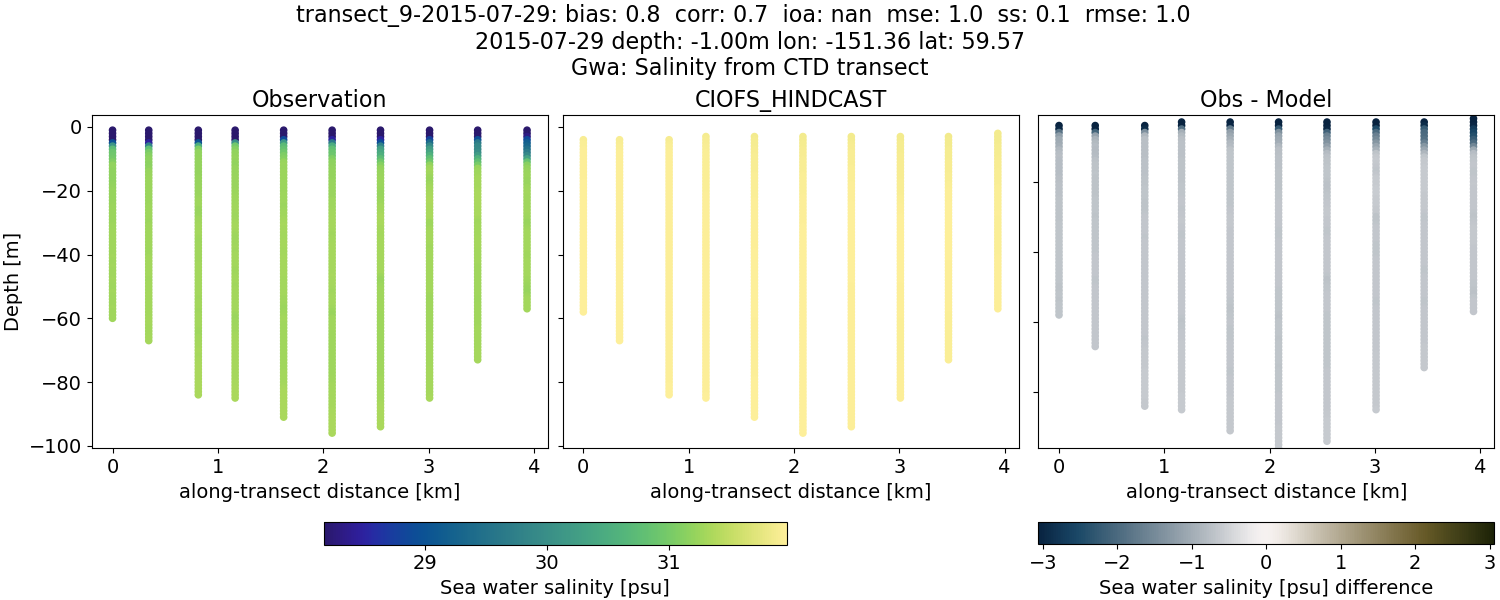 transect_9-2015-07-29: bias: 0.8  corr: 0.7  ioa: nan  mse: 1.0  ss: 0.1  rmse: 1.0
2015-07-29 depth: -1.00m lon: -151.36 lat: 59.57
Gwa: Salinity from CTD transect
Observation
CIOFS_HINDCAST
Obs - Model
Depth [m]
0
−20
−40
−60
−80
−100
0 1 2 3 4
0 1 2 3 4
0 1 2 3 4
along-transect distance [km]
along-transect distance [km]
along-transect distance [km]
29 30 31
Sea water salinity [psu]
−3 −2 −1 0 1 2 3
Sea water salinity [psu] difference